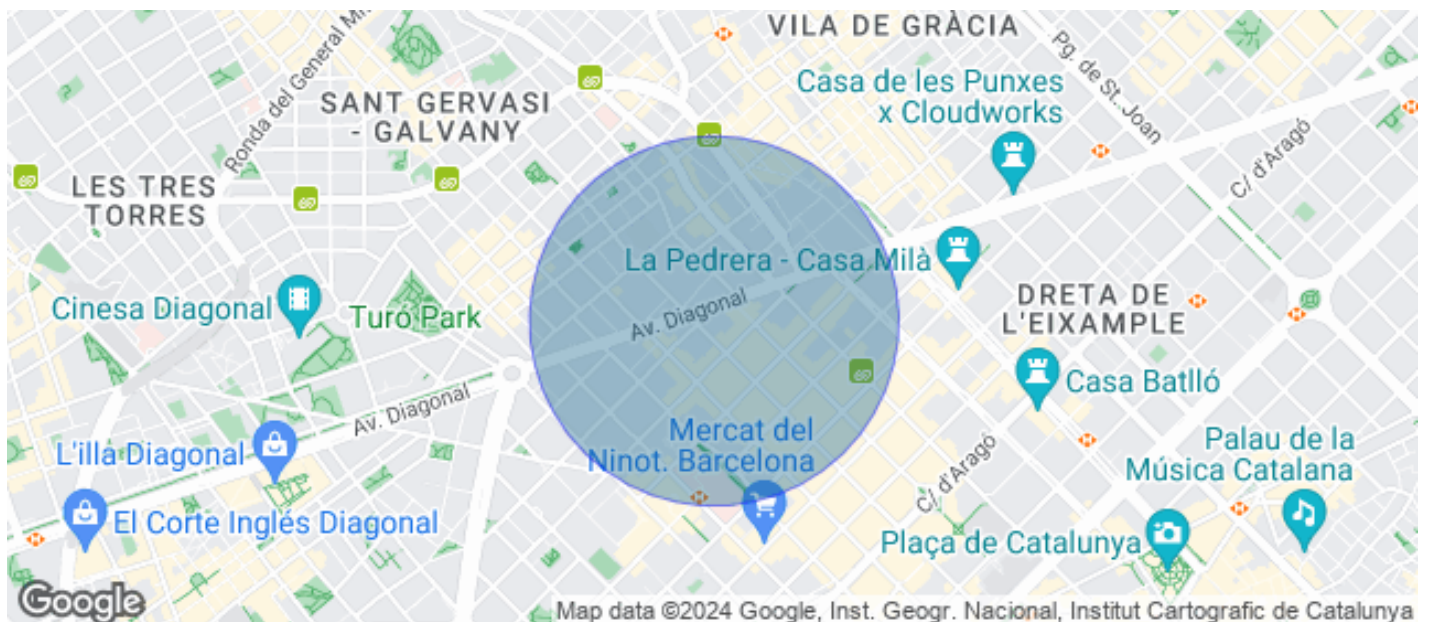 VILA DE GRÀCIA
Pg. de St. Joan
Ronda del General Mi
Casa de les Punxes
x Cloudworks
SANT GERVASI
- GALVANY
C/ d'Aragó
LES TRES
TORRES
La Pedrera - Casa Milà
DRETA DE
L'EIXAMPLE
Cinesa Diagonal
Turó Park
Av. Diagonal
Casa Batlló
Av. Diagonal
Mercat del
Ninot. Barcelona
L'illa Diagonal
Palau de la
Música Catalana
C/ d'Aragó
El Corte Inglés Diagonal
Plaça de Catalunya
Google
Map data ©2024 Google, Inst. Geogr. Nacional, Institut Cartografic de Catalunya